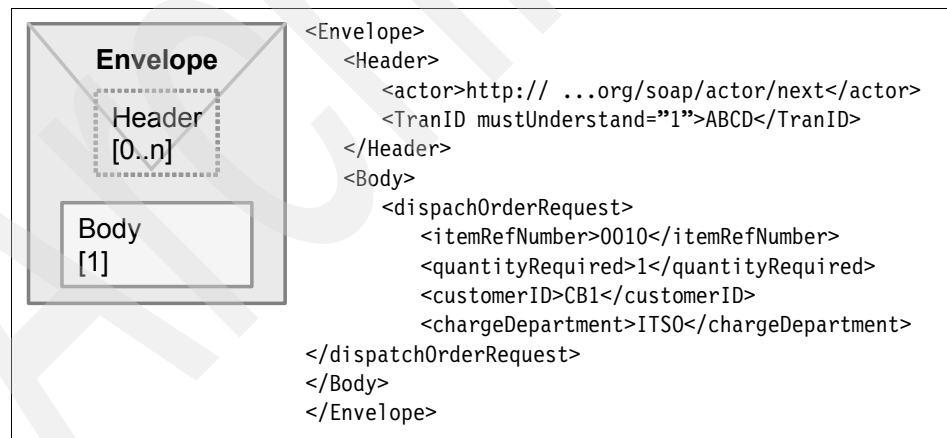 Envelope
Header
[0..n]
Body
[1]
<Envelope>
<Header>
<actor>http:// ...org/soap/actor/next</actor>
<TranID mustUnderstand=”1”>ABCD</TranID>
</Header>
<Body>
<dispachOrderRequest>
<itemRefNumber>0010</itemRefNumber>
<quantityRequired>1</quantityRequired>
<customerID>CB1</customerID>
<chargeDepartment>ITSO</chargeDepartment>
</dispatchOrderRequest>
</Body>
</Envelope>